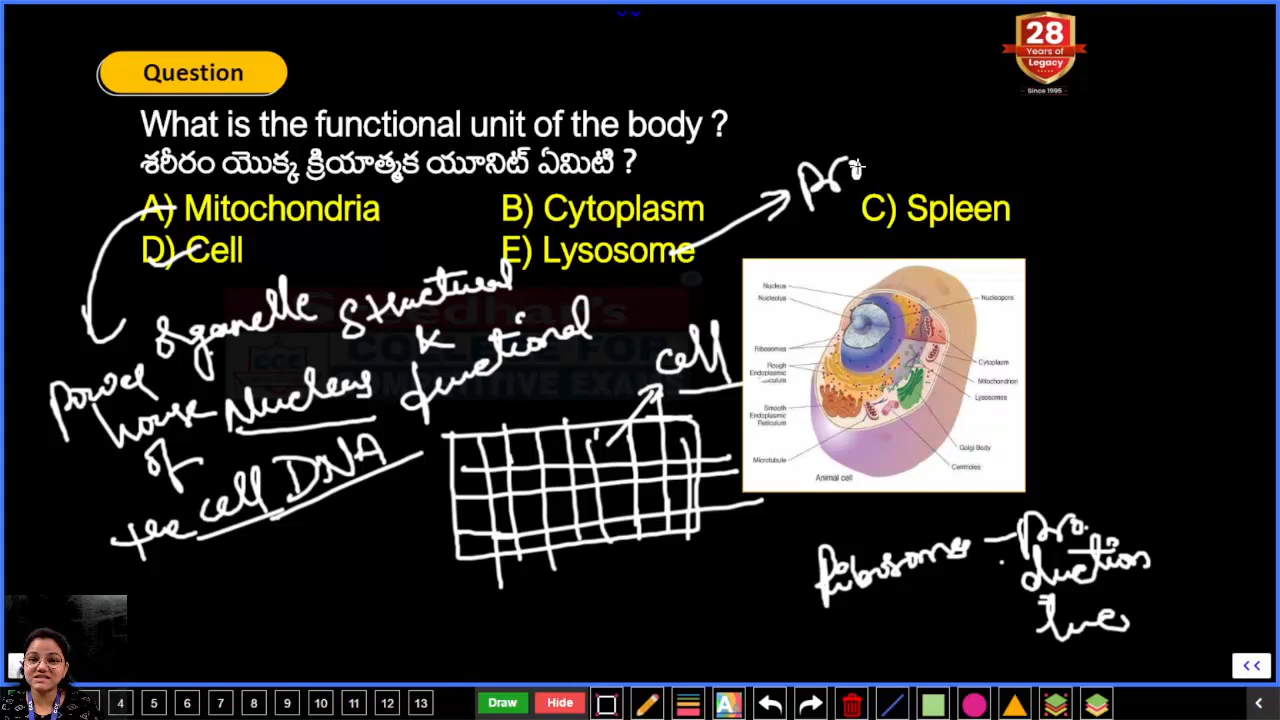 28
Years of
Legacy
Since 1995
Question
What is the functional unit of the body ?
శరీరం యొక్క క్రియాత్మక యూనిట్ ఏమిటి ?
A) Mitochondria B) Cytoplasm C) Spleen
D) Cell E) Lysosome
Organelle Structural
&
Power house of the cell
Nucleus functional
DNA
cell
Nucleus
Nucleolus
Ribosomes
Rough
Endoplasmic
Smooth
Endoplasmic
Reticulum
Microtubule
Nucleopore
Cytoplasm
Mitochondrion
Lysosomes
Golgi Body
Centrioles
Animal cell
Ribosomes - Pro
duction
4 5 6 7 8 9 10 11 12 13
Draw Hide